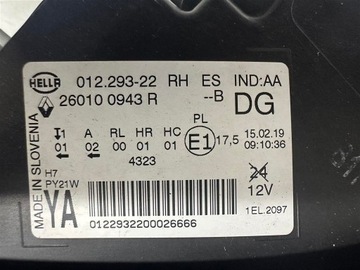 HELLA 012.293-22 RH ES IND:AA
260100943R --B DG
PL
1 A RL HR HC E1 17,5 15.02.19
01 02 00 01 01 09:10:36
4323
H7
PY21W
24
12V
YA
0122932200026666
1EL.2097
MADE IN SLOVENIA